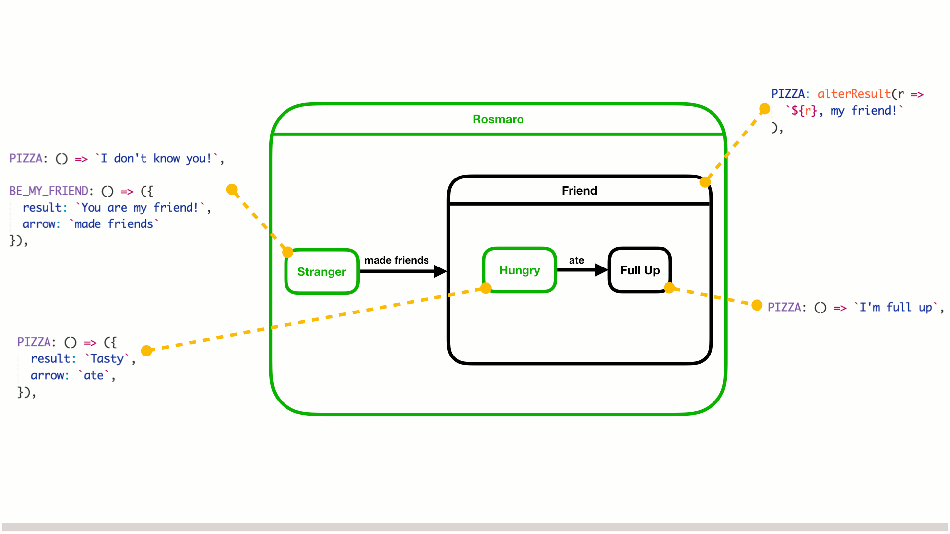 PIZZA: alterResult(r =>
`${r}, my friend!`
),
Rosmaro
PIZZA: () => `I don't know you!`,
BE_MY_FRIEND: () => ({
result: `You are my friend!`,
arrow: `made friends`
}),
Friend
Stranger
made friends
Hungry
ate
Full Up
PIZZA: () => `I'm full up`,
PIZZA: () => ({
result: `Tasty`,
arrow: `ate`,
}),